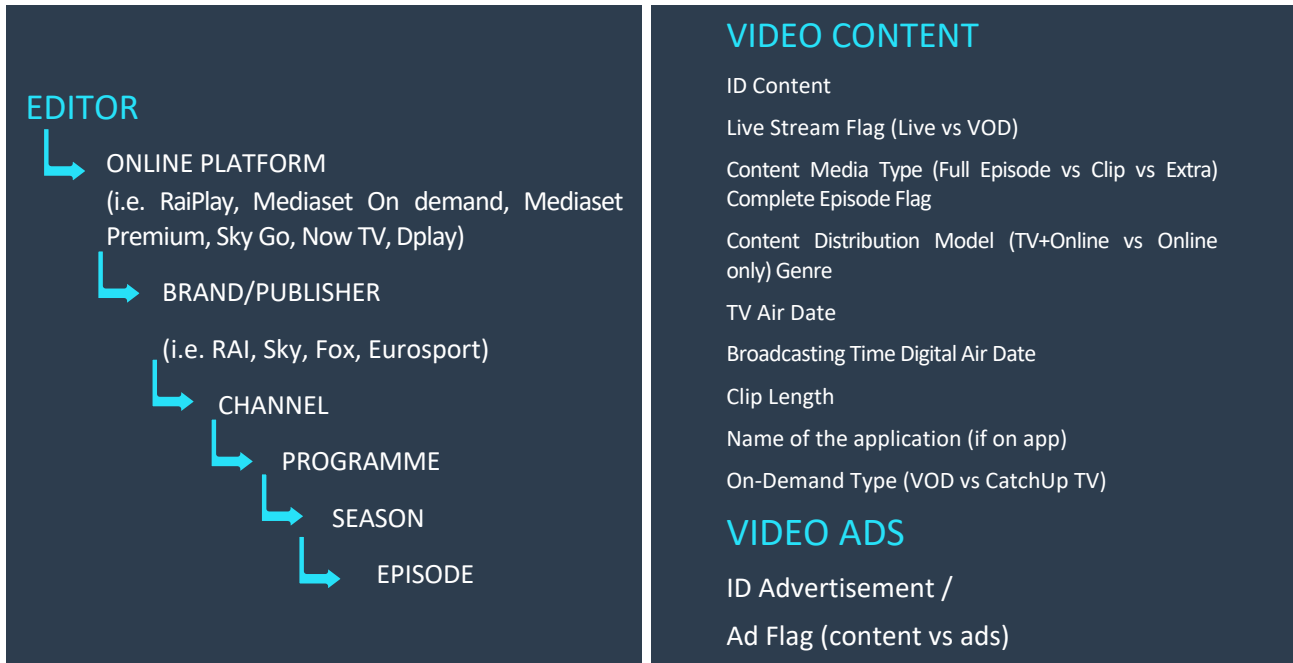 EDITOR
ONLINE PLATFORM
(i.e. RaiPlay, Mediaset On demand, Mediaset
Premium, Sky Go, Now TV, Dplay)
BRAND/PUBLISHER
(i.e. RAI, Sky, Fox, Eurosport)
CHANNEL
PROGRAMME
SEASON
EPISODE
VIDEO CONTENT
ID Content
Live Stream Flag (Live vs VOD)
Content Media Type (Full Episode vs Clip vs Extra)
Complete Episode Flag
Content Distribution Model (TV+Online vs Online
only) Genre
TV Air Date
Broadcasting Time Digital Air Date
Clip Length
Name of the application (if on app)
On-Demand Type (VOD vs CatchUp TV)
VIDEO ADS
ID Advertisement /
Ad Flag (content vs ads)